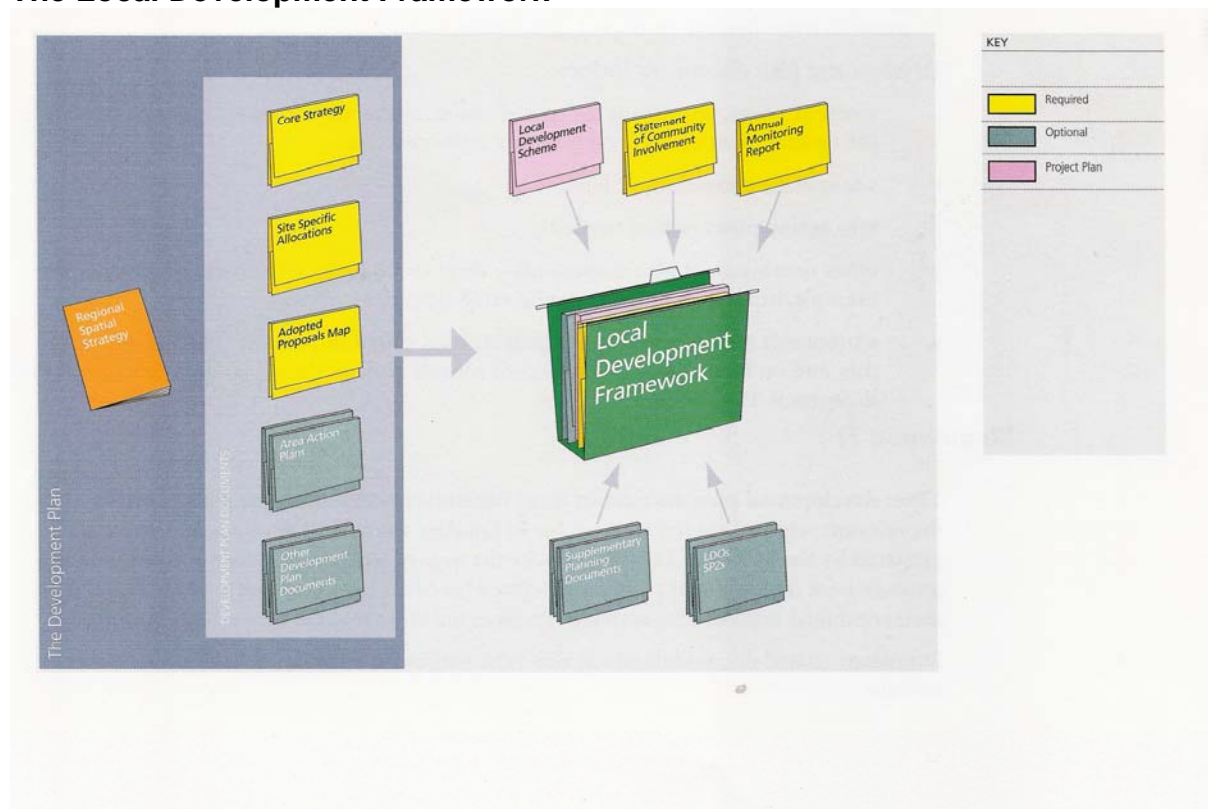 The Local Development Framework
KEY
Required
Optional
Project Plan
Core Strategy
Site Specific
Allocations
Adopted
Proposals Map
Area Action
Plans
Other
Development
Plan
Documents
Regional
Spatial
Strategy
The Development Plan
DEVELOPMENT PLAN DOCUMENTS
Local
Development
Scheme
Statement
of Community
Involvement
Annual
Monitoring
Report
Local
Development
Framework
Supplementary
Planning
Documents
LDOs
SPZs